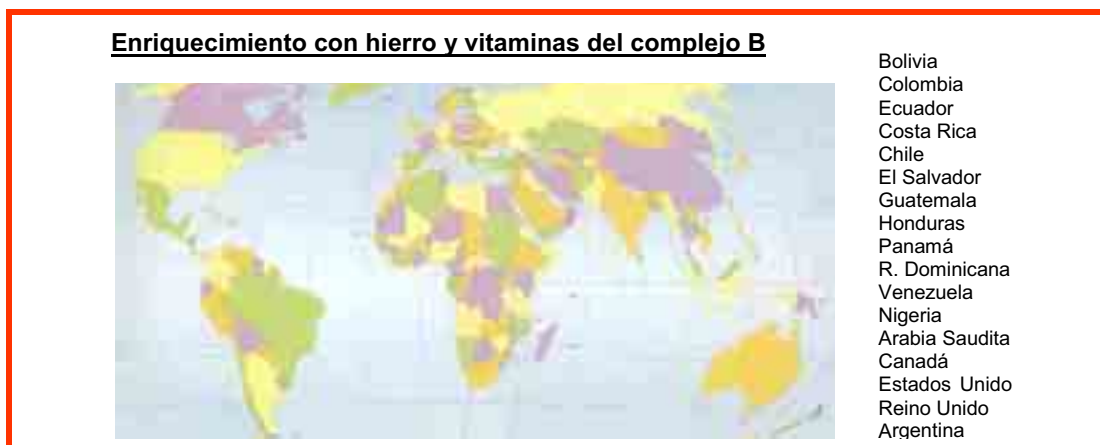 Enriquecimiento con hierro y vitaminas del complejo B
Bolivia
Colombia
Ecuador
Costa Rica
Chile
El Salvador
Guatemala
Honduras
Panamá
R. Dominicana
Venezuela
Nigeria
Arabia Saudita
Canadá
Estados Unido
Reino Unido
Argentina